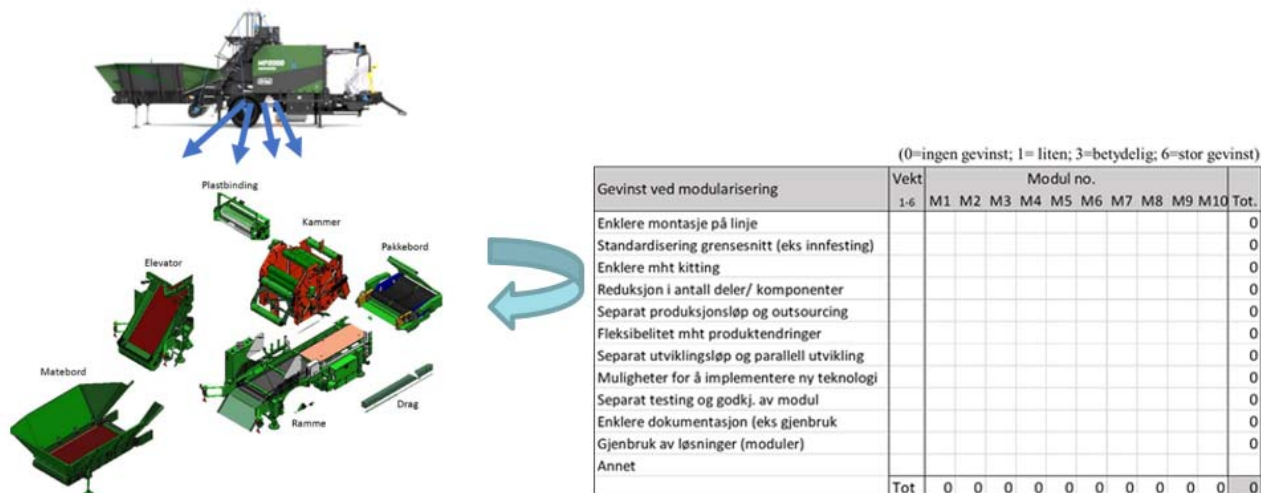 MP2000
Plastbinding
Kammer
Pakkebord
Elevator
Matebord
Drag
Ramme
(0=ingen gevinst; 1= liten; 3=betydelig; 6=stor gevinst)
Gevinst ved modularisering Vekt Modul no.
1-6 M1 M2 M3 M4 M5 M6 M7 M8 M9 M10 Tot.
Enklere montasje på linje 0
Standardisering grensesnitt (eks innfesting) 0
Enklere mht kitting 0
Reduksjon i antall deler/ komponenter 0
Separat produksjonsløp og outsourcing 0
Fleksibelitet mht produktendringer 0
Separat utviklingsløp og parallell utvikling 0
Muligheter for å implementere ny teknologi 0
Separat testing og godkj. av modul 0
Enklere dokumentasjon (eks gjenbruk 0
Gjenbruk av løsninger (moduler) 0
Annet
Tot 0 0 0 0 0 0 0 0 0 0 0